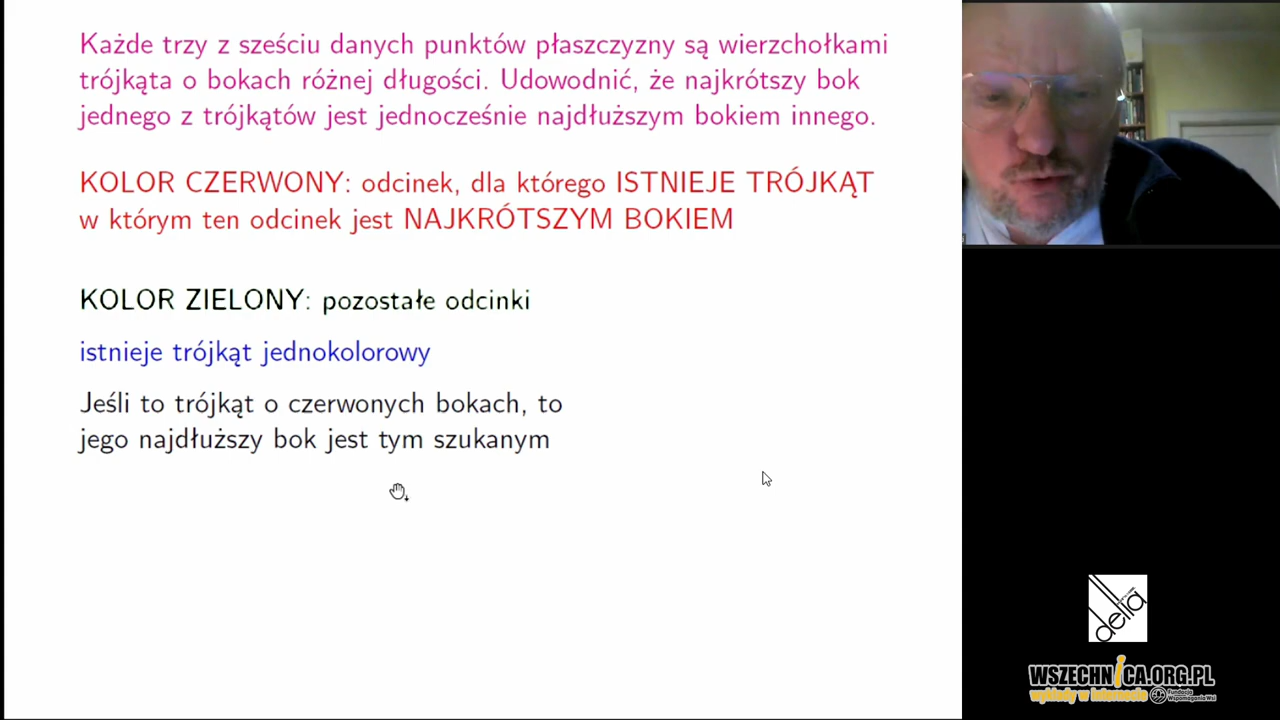 Każde trzy z sześciu danych punktów płaszczyzny są wierzchołkami
trójkąta o bokach różnej długości. Udowodnić, że najkrótszy bok
jednego z trójkątów jest jednocześnie najdłuższym bokiem innego.
KOLOR CZERWONY: odcinek, dla którego ISTNIEJE TRÓJKĄT
w którym ten odcinek jest NAJKRÓTSZYM BOKIEM
KOLOR ZIELONY: pozostałe odcinki
istnieje trójkąt jednokolorowy
Jeśli to trójkąt o czerwonych bokach, to
jego najdłuższy bok jest tym szukanym
delta
WSZECHNICA.ORG.PL
wykłady w internecie
Fundacja
Wspomagania Wsi